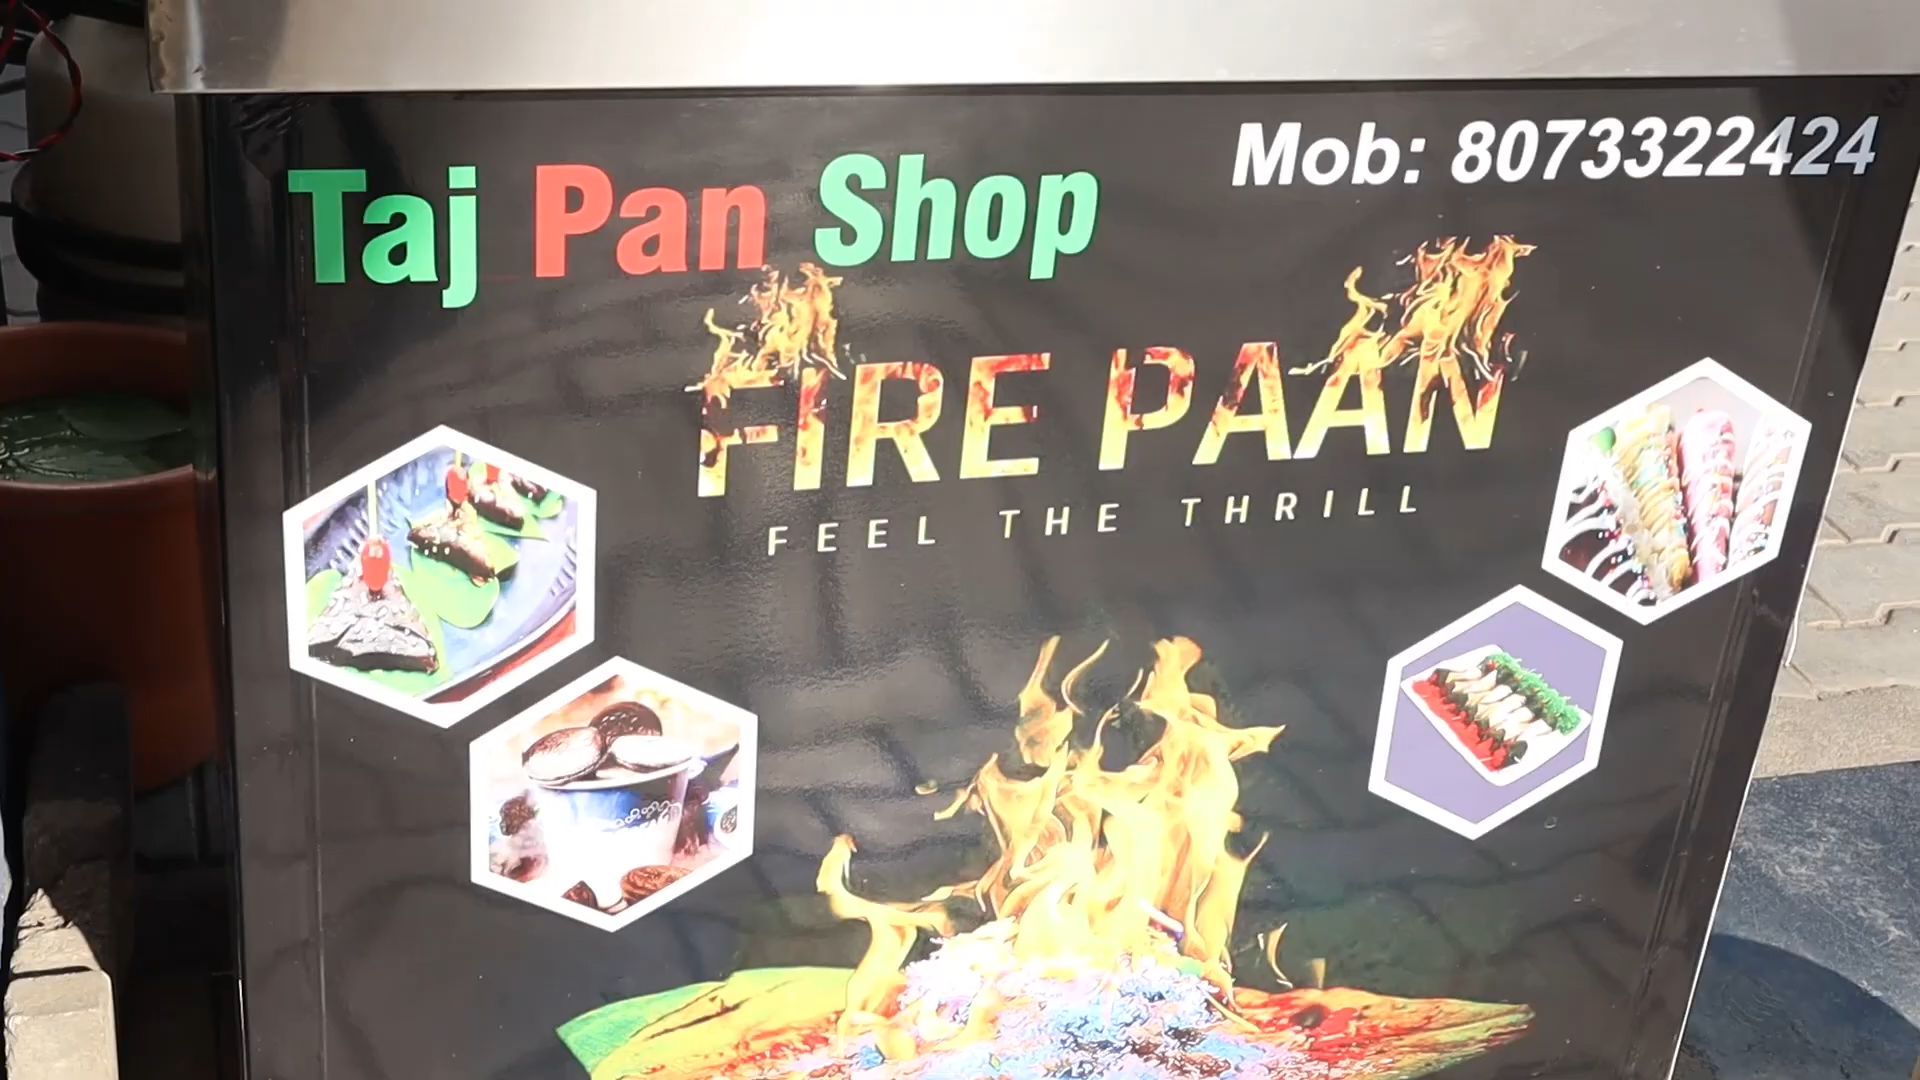 Mob: 8073322424
Taj Pan Shop
FIRE PAAN
FEEL THE THRILL